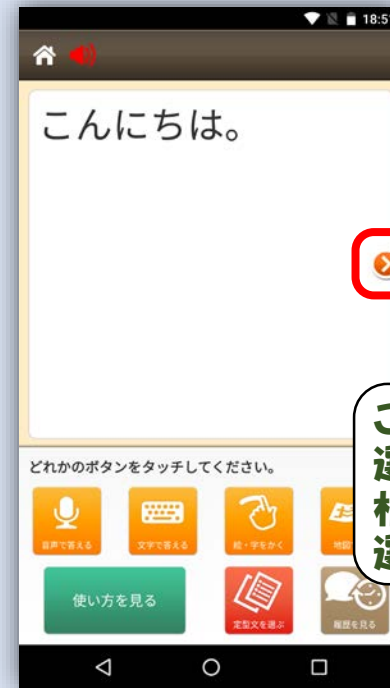 18:5
こんにちは。
どれかのボタンをタッチしてください。
音声で答える
文字で答える
絵・字をかく
地図
使い方を見る
定型文を選ぶ
履歴を見る